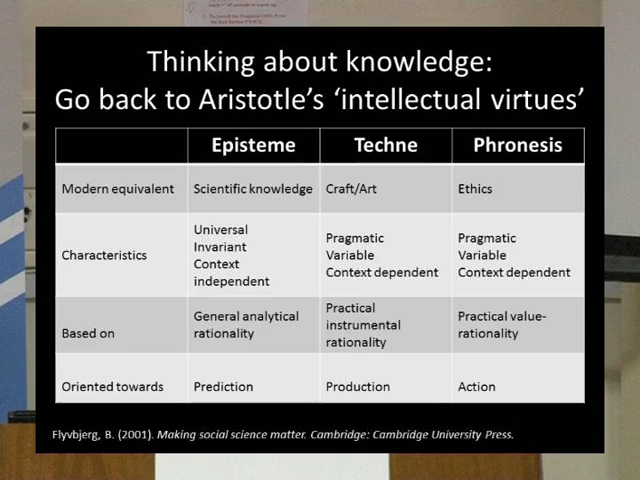 Thinking about knowledge:
Go back to Aristotle's 'intellectual virtues'
Episteme Techne Phronesis
Modern equivalent Scientific knowledge Craft/Art Ethics
Characteristics
Universal
Invariant
Context
independent
Pragmatic
Variable
Context dependent
Pragmatic
Variable
Context dependent
Based on
General analytical
rationality
Practical
instrumental
rationality
Practical value-
rationality
Oriented towards Prediction Production Action
Flyvbjerg, B. (2001). Making social science matter. Cambridge: Cambridge University Press.